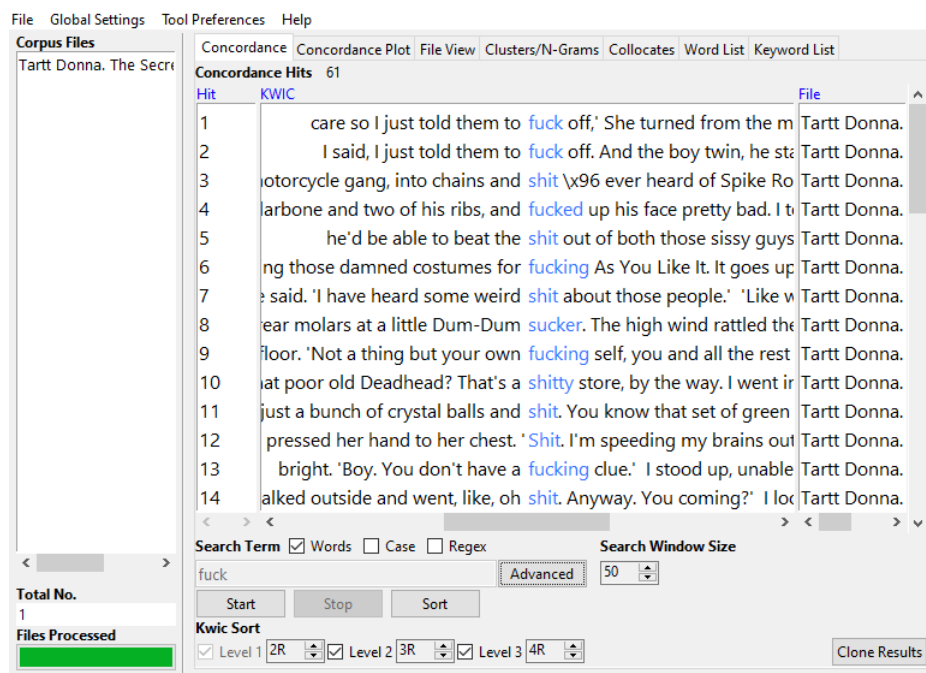 File Global Settings Tool Preferences Help
Corpus Files
Tartt Donna. The Secre
Concordance Concordance Plot File View Clusters/N-Grams Collocates Word List Keyword List
Concordance Hits 61
Hit KWIC File
1 care so I just told them to fuck off,' She turned from the m Tartt Donna.
2 I said, I just told them to fuck off. And the boy twin, he sta Tartt Donna.
3 otorcycle gang, into chains and shit \x96 ever heard of Spike Ro Tartt Donna.
4 larbone and two of his ribs, and fucked up his face pretty bad. I t Tartt Donna.
5 he'd be able to beat the shit out of both those sissy guys Tartt Donna.
6 ng those damned costumes for fucking As You Like It. It goes up Tartt Donna.
7 e said. 'I have heard some weird shit about those people.' 'Like w Tartt Donna.
8 rear molars at a little Dum-Dum sucker. The high wind rattled the Tartt Donna.
9 floor. 'Not a thing but your own fucking self, you and all the rest Tartt Donna.
10 at poor old Deadhead? That's a shitty store, by the way. I went ir Tartt Donna.
11 just a bunch of crystal balls and shit. You know that set of green Tartt Donna.
12 pressed her hand to her chest. 'Shit. I'm speeding my brains out Tartt Donna.
13 bright. 'Boy. You don't have a fucking clue.' I stood up, unable Tartt Donna.
14 alked outside and went, like, oh shit. Anyway. You coming?' I loo Tartt Donna.
Search Term Words Case Regex Search Window Size
fuck Advanced 50
Total No.
1
Start Stop Sort
Files Processed
Kwic Sort
Level 1 2R Level 2 3R Level 3 4R Clone Results